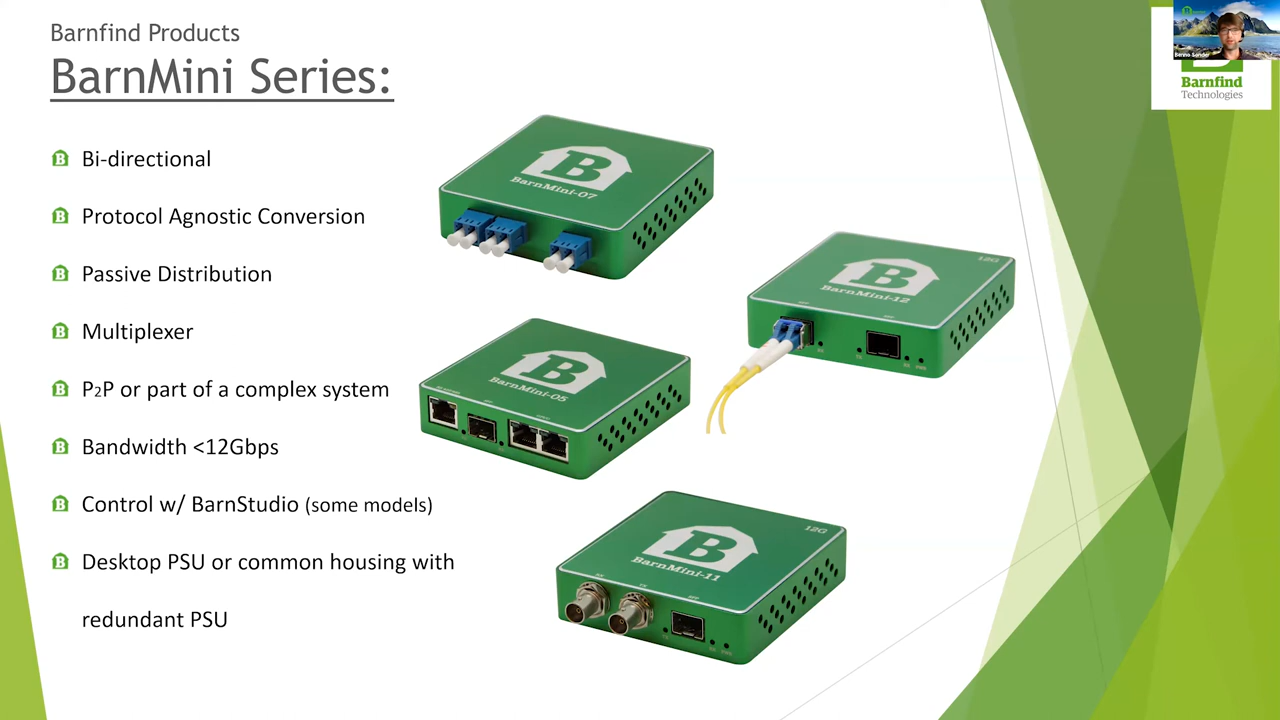 Barnfind Products
BarnMini Series:
Bi-directional
Protocol Agnostic Conversion
Passive Distribution
Multiplexer
P2P or part of a complex system
Bandwidth <12Gbps
Control w/ BarnStudio (some models)
Desktop PSU or common housing with
redundant PSU
B
BarnMini-07
12G
B
BarnMini-12
B
BarnMini-05
12G
B
BarnMini-11
Barnfind
Technologies